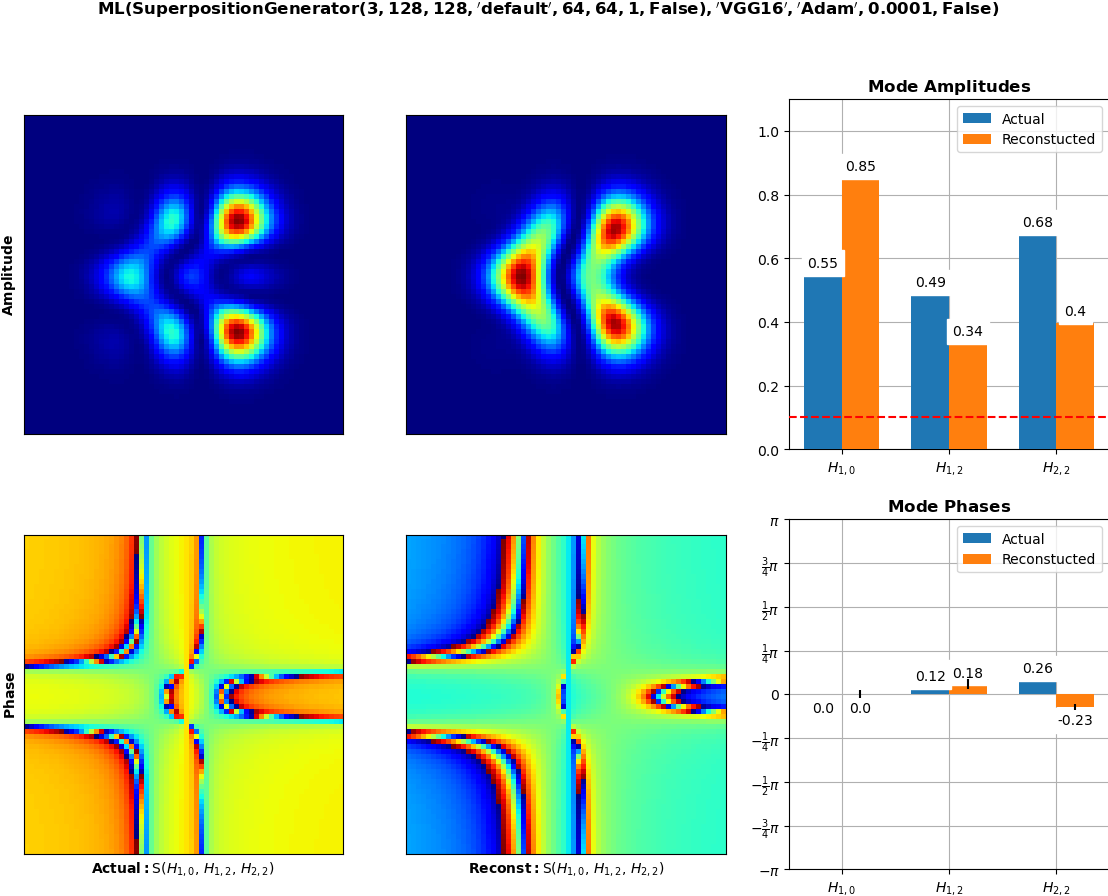 ML(SuperpositionGenerator(3, 128, 128, ′default′, 64, 64, 1, False), ′VGG16′, ′Adam′, 0.0001, False)
Mode Amplitudes
Amplitude
1.0
0.8
0.6
0.4
0.2
0.0
Actual
Reconstucted
0.55
0.85
0.49
0.34
0.68
0.4
H1,0
H1,2
H2,2
Mode Phases
Phase
π
3/4π
1/2π
1/4π
0
−1/4π
−1/2π
−3/4π
−π
Actual
Reconstucted
0.0
0.0
0.12
0.18
0.26
-0.23
H1,0
H1,2
H2,2
Actual: S(H1,0, H1,2, H2,2)
Reconst: S(H1,0, H1,2, H2,2)